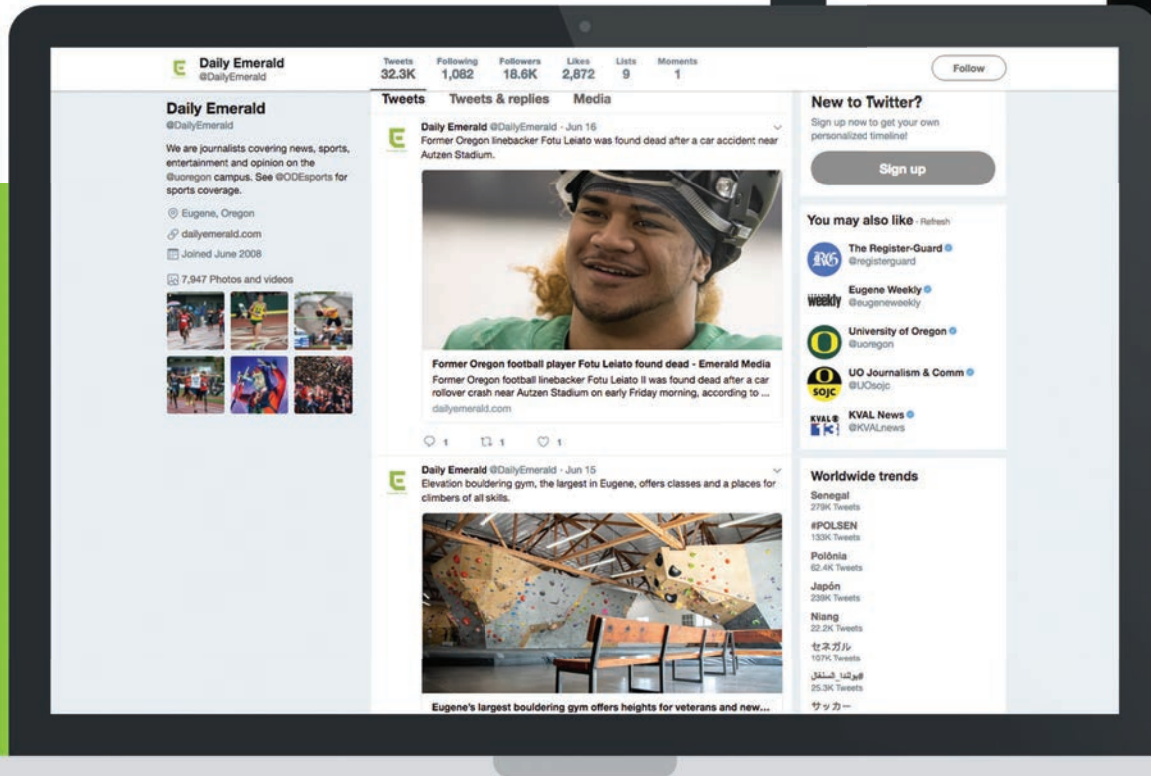 Daily Emerald
@DailyEmerald
Tweets
32.3K
Following
1,082
Followers
18.6K
Likes
2,872
Lists
9
Moments
1
Follow
Daily Emerald
@DailyEmerald
We are journalists covering news, sports,
entertainment and opinion on the
@uoregon campus. See @ODEsports for
sports coverage.
Eugene, Oregon
dailyemerald.com
Joined June 2008
7,947 Photos and videos
Tweets Tweets & replies Media
Daily Emerald @DailyEmerald · Jun 16
Former Oregon linebacker Fotu Leiato was found dead after a car accident near
Autzen Stadium.
Former Oregon football player Fotu Leiato found dead - Emerald Media
Former Oregon football linebacker Fotu Leiato II was found dead after a car
rollover crash near Autzen Stadium on early Friday morning, according to ...
dailyemerald.com
1 1 1
Daily Emerald @DailyEmerald · Jun 15
Elevation bouldering gym, the largest in Eugene, offers classes and a places for
climbers of all skills.
Eugene's largest bouldering gym offers heights for veterans and new...
New to Twitter?
Sign up now to get your own
personalized timeline!
Sign up
You may also like · Refresh
RG
The Register-Guard
@registerguard
weekly
Eugene Weekly
@eugeneweekly
O
University of Oregon
@uoregon
O
SOJC
UO Journalism & Comm
@UOsojc
KVAL
13
KVAL News
@KVALnews
Worldwide trends
Senegal
279K Tweets
#POLSEN
133K Tweets
Polônia
62.4K Tweets
Japón
239K Tweets
Niang
22.2K Tweets
セネガル
107K Tweets
#بولندا_السنغال
25.3K Tweets
サッカー